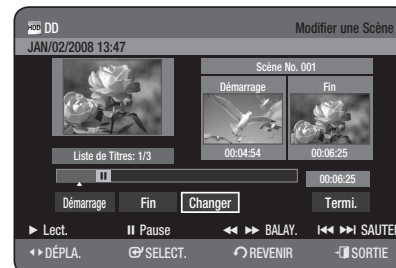 HDD DD Modifier une Scène
JAN/02/2008 13:47
Scène No. 001
Démarrage Fin
00:04:54 00:06:25
Liste de Titres: 1/3
00:06:25
Démarrage Fin Changer Termi.
Lect. Pause BALAY. SAUTE
DÉPLA. SELECT. REVENIR SORTIE